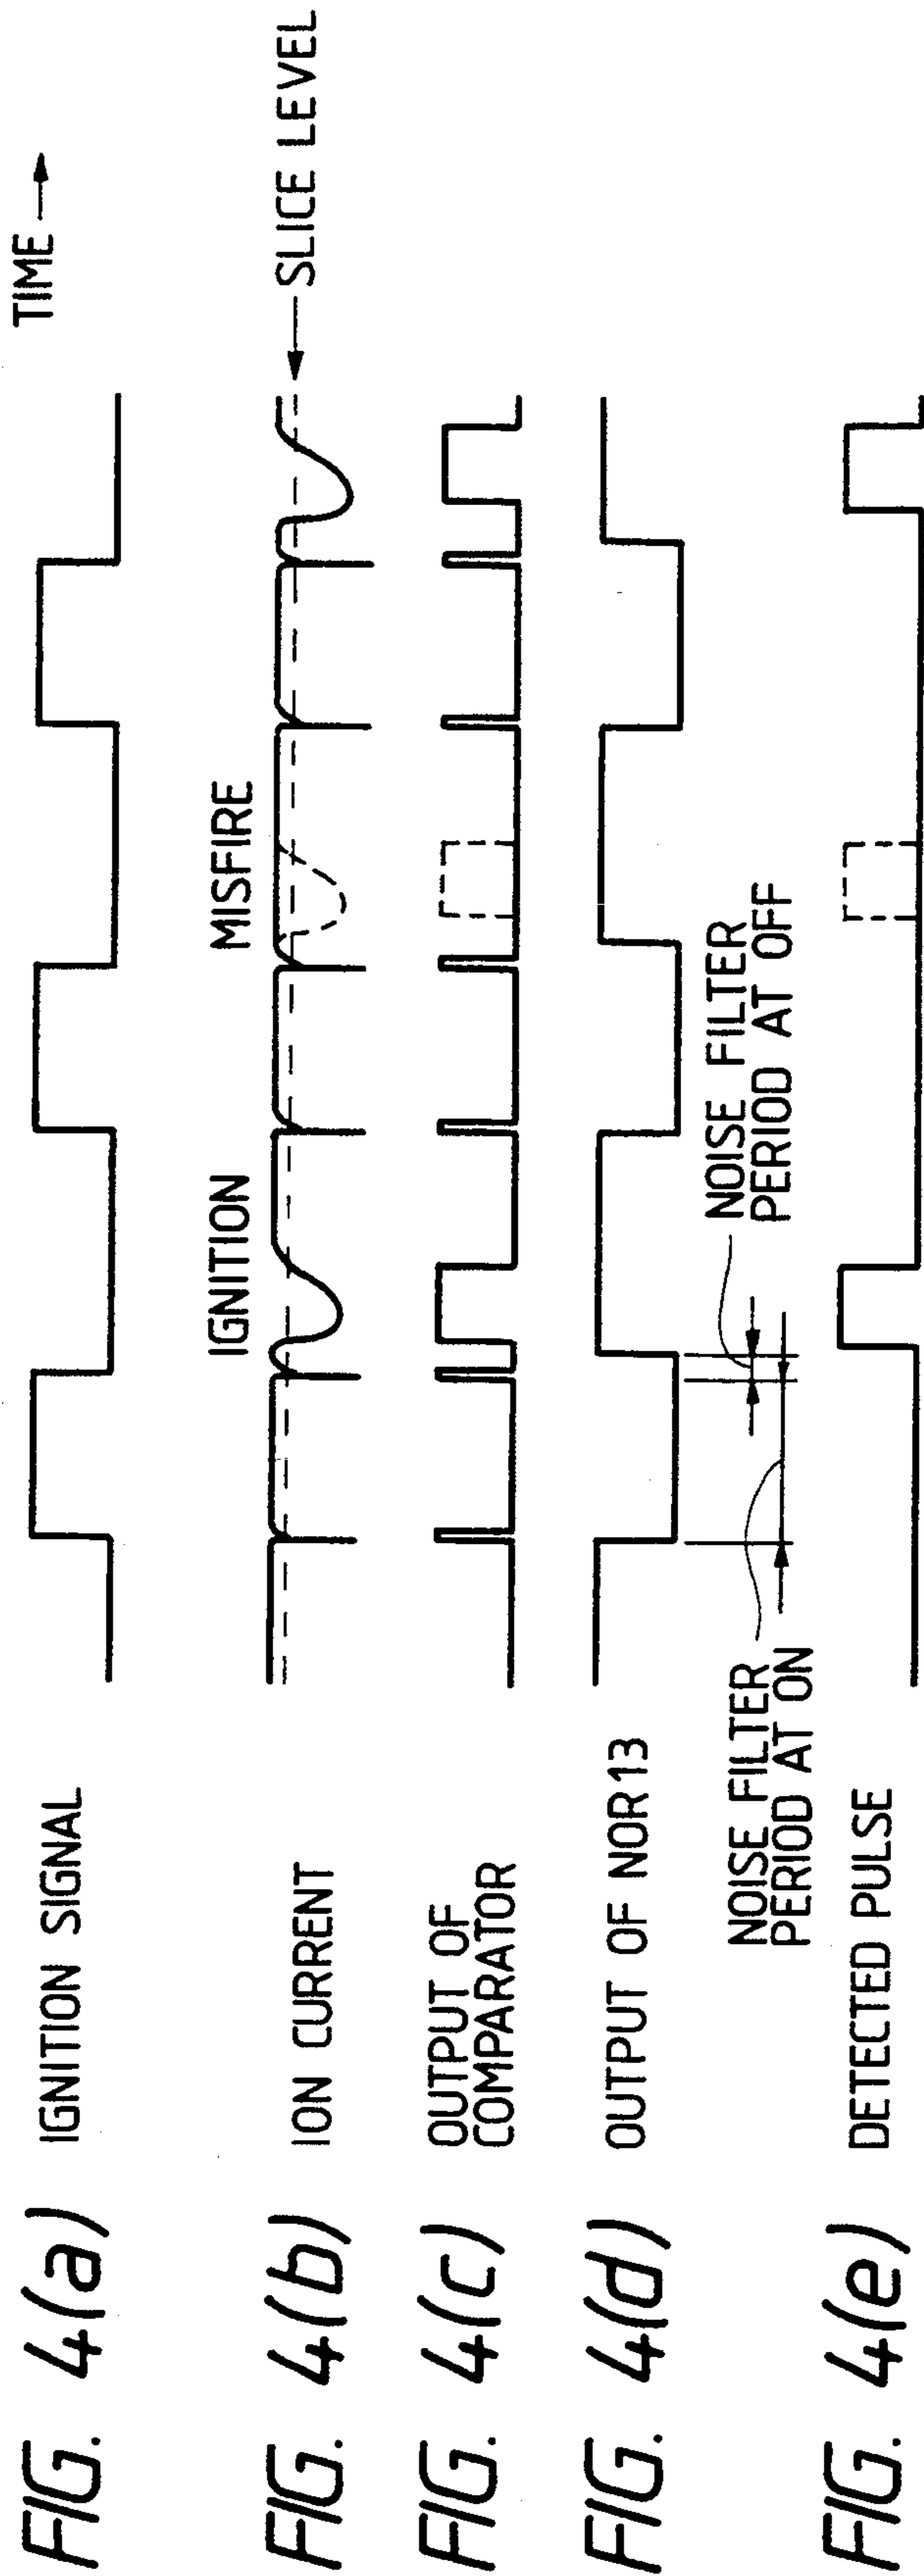 TIME
FIG. 4(a) IGNITION SIGNAL
IGNITION
MISFIRE
FIG. 4(b) ION CURRENT
SLICE LEVEL
FIG. 4(c) OUTPUT OF
COMPARATOR
FIG. 4(d) OUTPUT OF NOR13
NOISE FILTER
PERIOD AT ON
NOISE FILTER
PERIOD AT OFF
FIG. 4(e) DETECTED PULSE